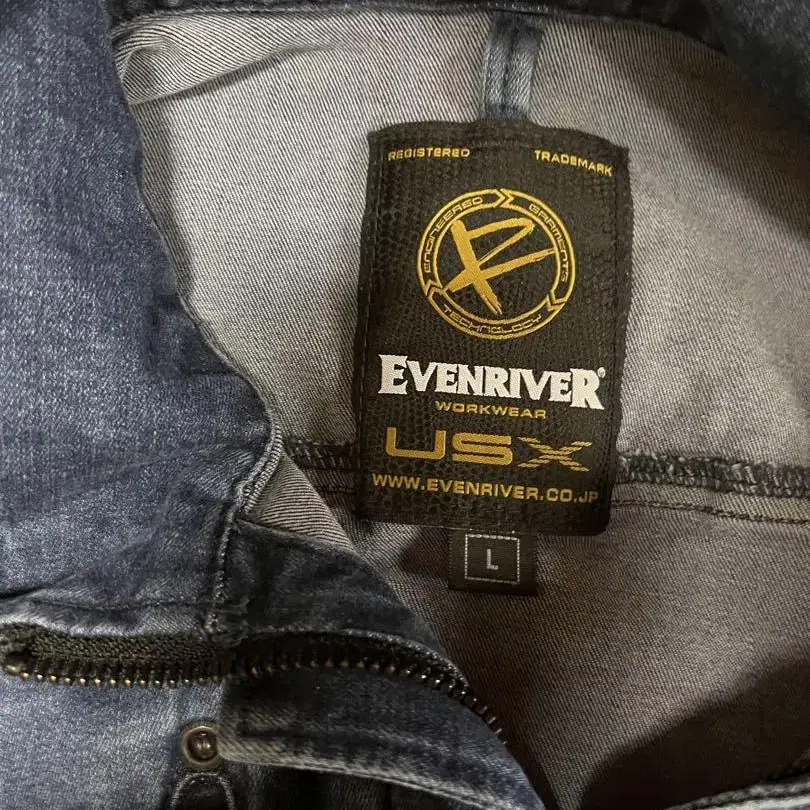 REGISTERED TRADEMARK
ENGINEERED GARMENTS
TECHNOLOGY
EVENRIVER®
WORKWEAR
USX
WWW.EVENRIVER.CO.JP
L